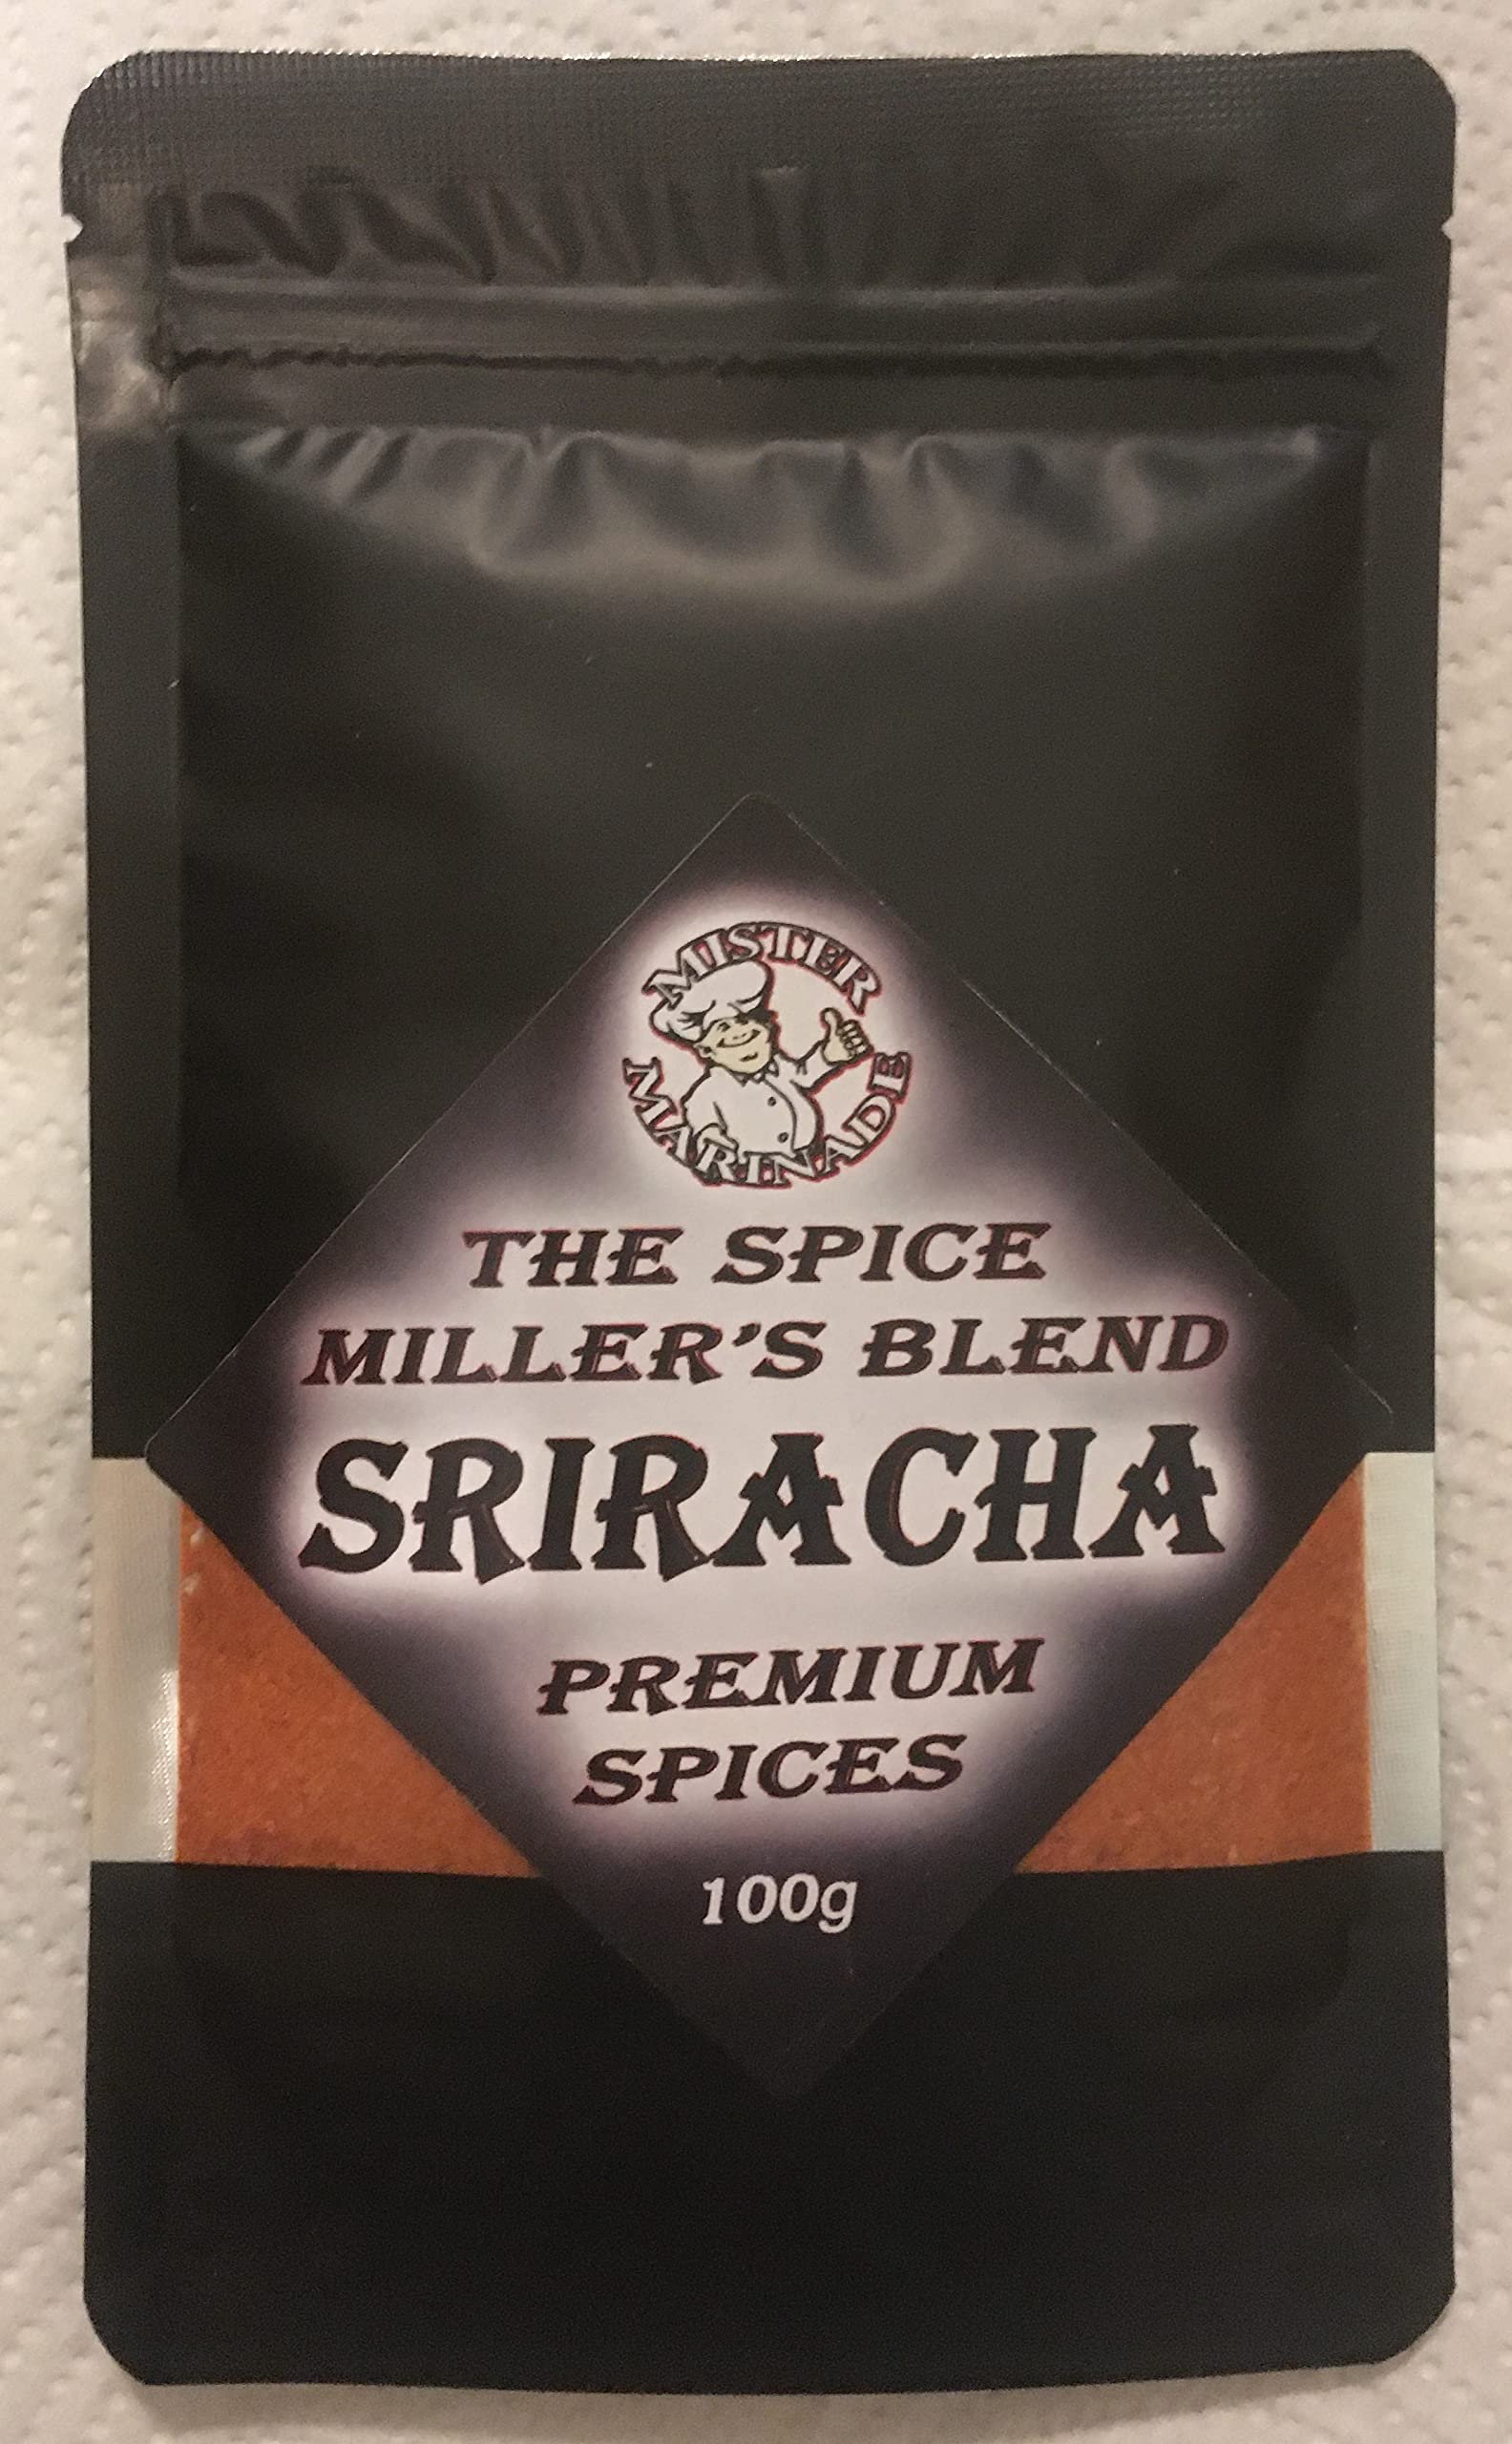 MISTER
MARINADE
THE SPICE
MILLER'S BLEND
SRIRACHA
PREMIUM
SPICES
100g